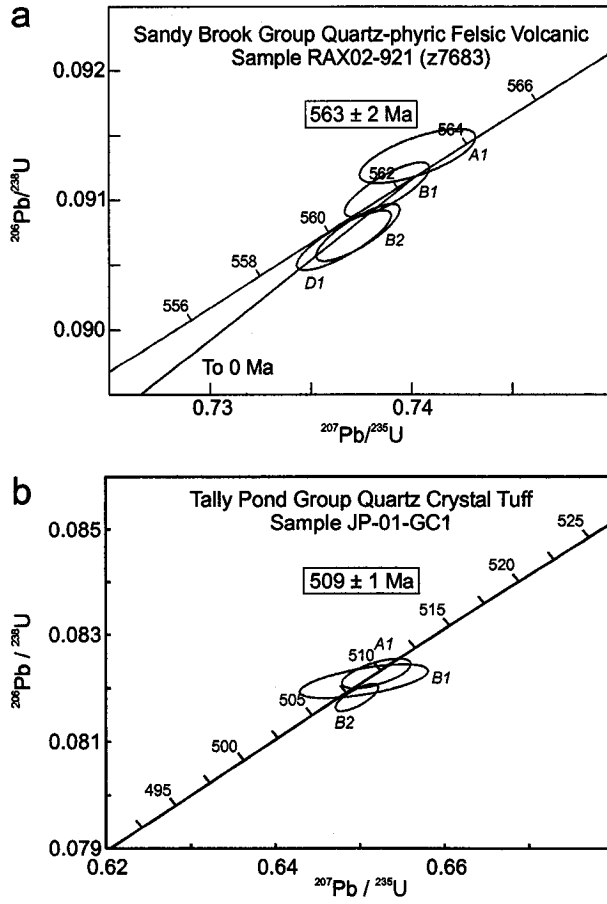 a
Sandy Brook Group Quartz-phyric Felsic Volcanic
Sample RAX02-921 (z7683)
563 ± 2 Ma
0.092
0.091
0.090
206Pb/238U
566
564
562
560
558
556
A1
B1
B2
D1
To 0 Ma
0.73
0.74
207Pb/235U
b
Tally Pond Group Quartz Crystal Tuff
Sample JP-01-GC1
509 ± 1 Ma
0.085
0.083
0.081
0.079
206Pb / 238U
525
520
515
510
505
500
495
A1
B1
B2
0.62
0.64
0.66
207Pb / 235U